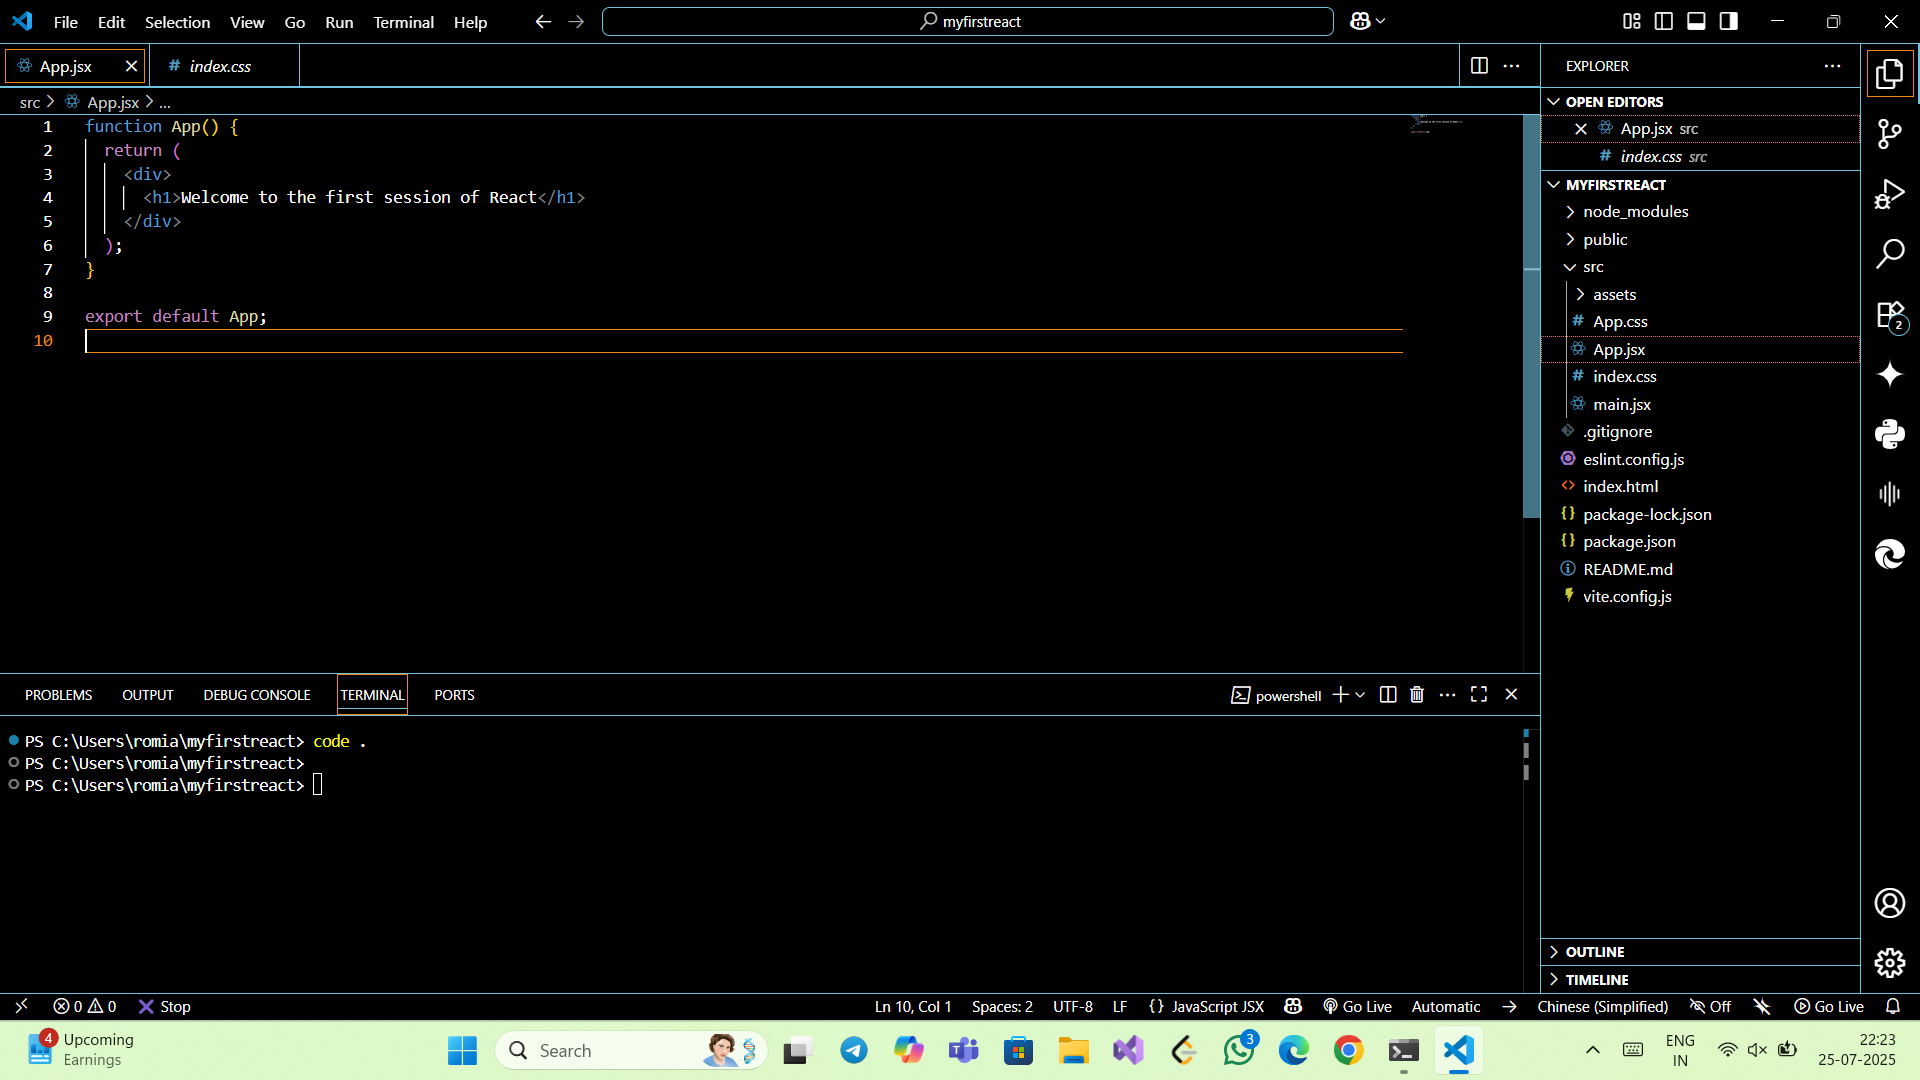 File Edit Selection View Go Run Terminal Help
myfirstreact
App.jsx
index.css
src > App.jsx > ...
1 function App() {
2 return (
3 <div>
4 <h1>Welcome to the first session of React</h1>
5 </div>
6 );
7 }
8
9 export default App;
10
EXPLORER
OPEN EDITORS
App.jsx src
index.css src
MYFIRSTREACT
node_modules
public
src
assets
App.css
App.jsx
index.css
main.jsx
.gitignore
eslint.config.js
index.html
package-lock.json
package.json
README.md
vite.config.js
OUTLINE
TIMELINE
2
PROBLEMS OUTPUT DEBUG CONSOLE TERMINAL PORTS
powershell
PS C:\Users\romia\myfirstreact> code .
PS C:\Users\romia\myfirstreact>
PS C:\Users\romia\myfirstreact>
0 0 Stop
Ln 10, Col 1 Spaces: 2 UTF-8 LF {} JavaScript JSX Go Live Automatic Chinese (Simplified) Off Go Live
4
Upcoming
Earnings
Search
3
ENG
IN
22:23
25-07-2025